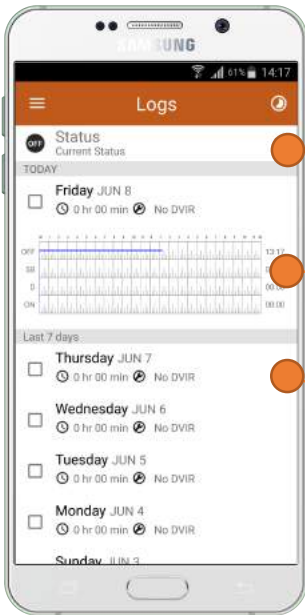 SAMSUNG
61% 14:17
Logs
OFF Status
Current Status
TODAY
Friday JUN 8
0 hr 00 min No DVIR
OFF 13:17
SB
D 00:00
ON 00:00
Last 7 days
Thursday JUN 7
0 hr 00 min No DVIR
Wednesday JUN 6
0 hr 00 min No DVIR
Tuesday JUN 5
0 hr 00 min No DVIR
Monday JUN 4
0 hr 00 min No DVIR
Sunday JUN 3